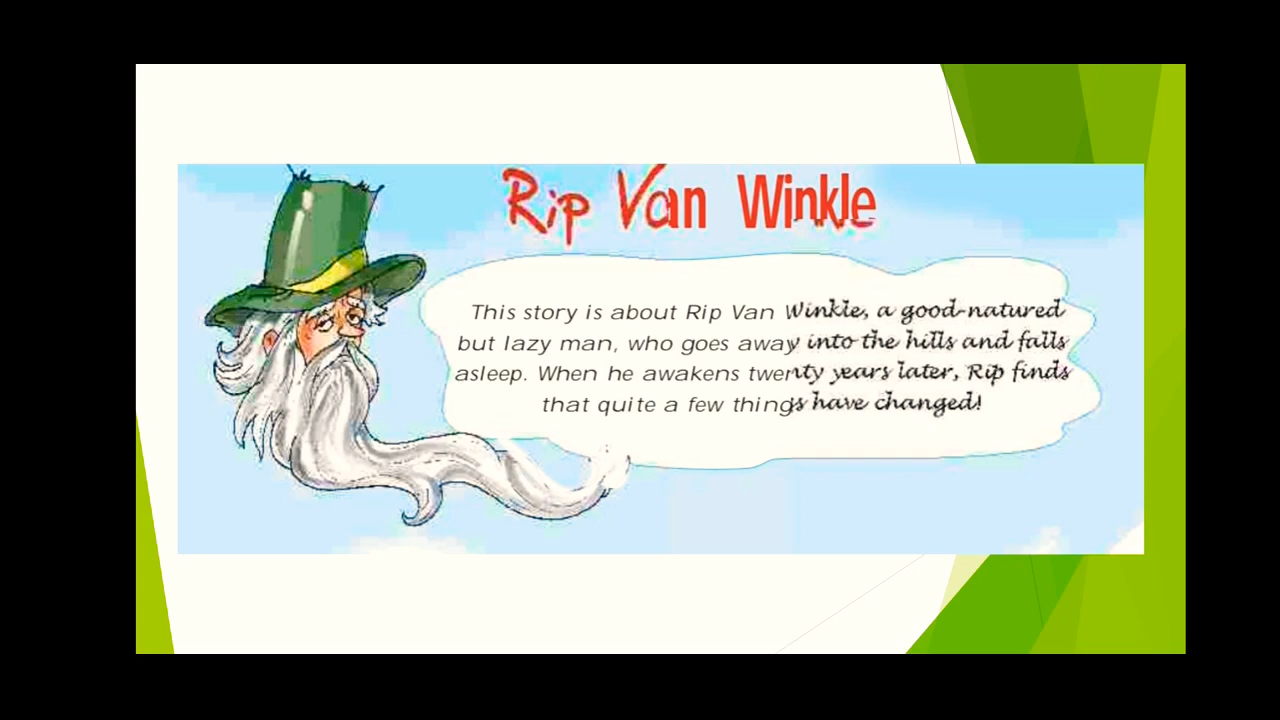 Rip Van Winkle
This story is about Rip Van Winkle, a good-natured
but lazy man, who goes away into the hills and falls
asleep. When he awakens twenty years later, Rip finds
that quite a few things have changed!